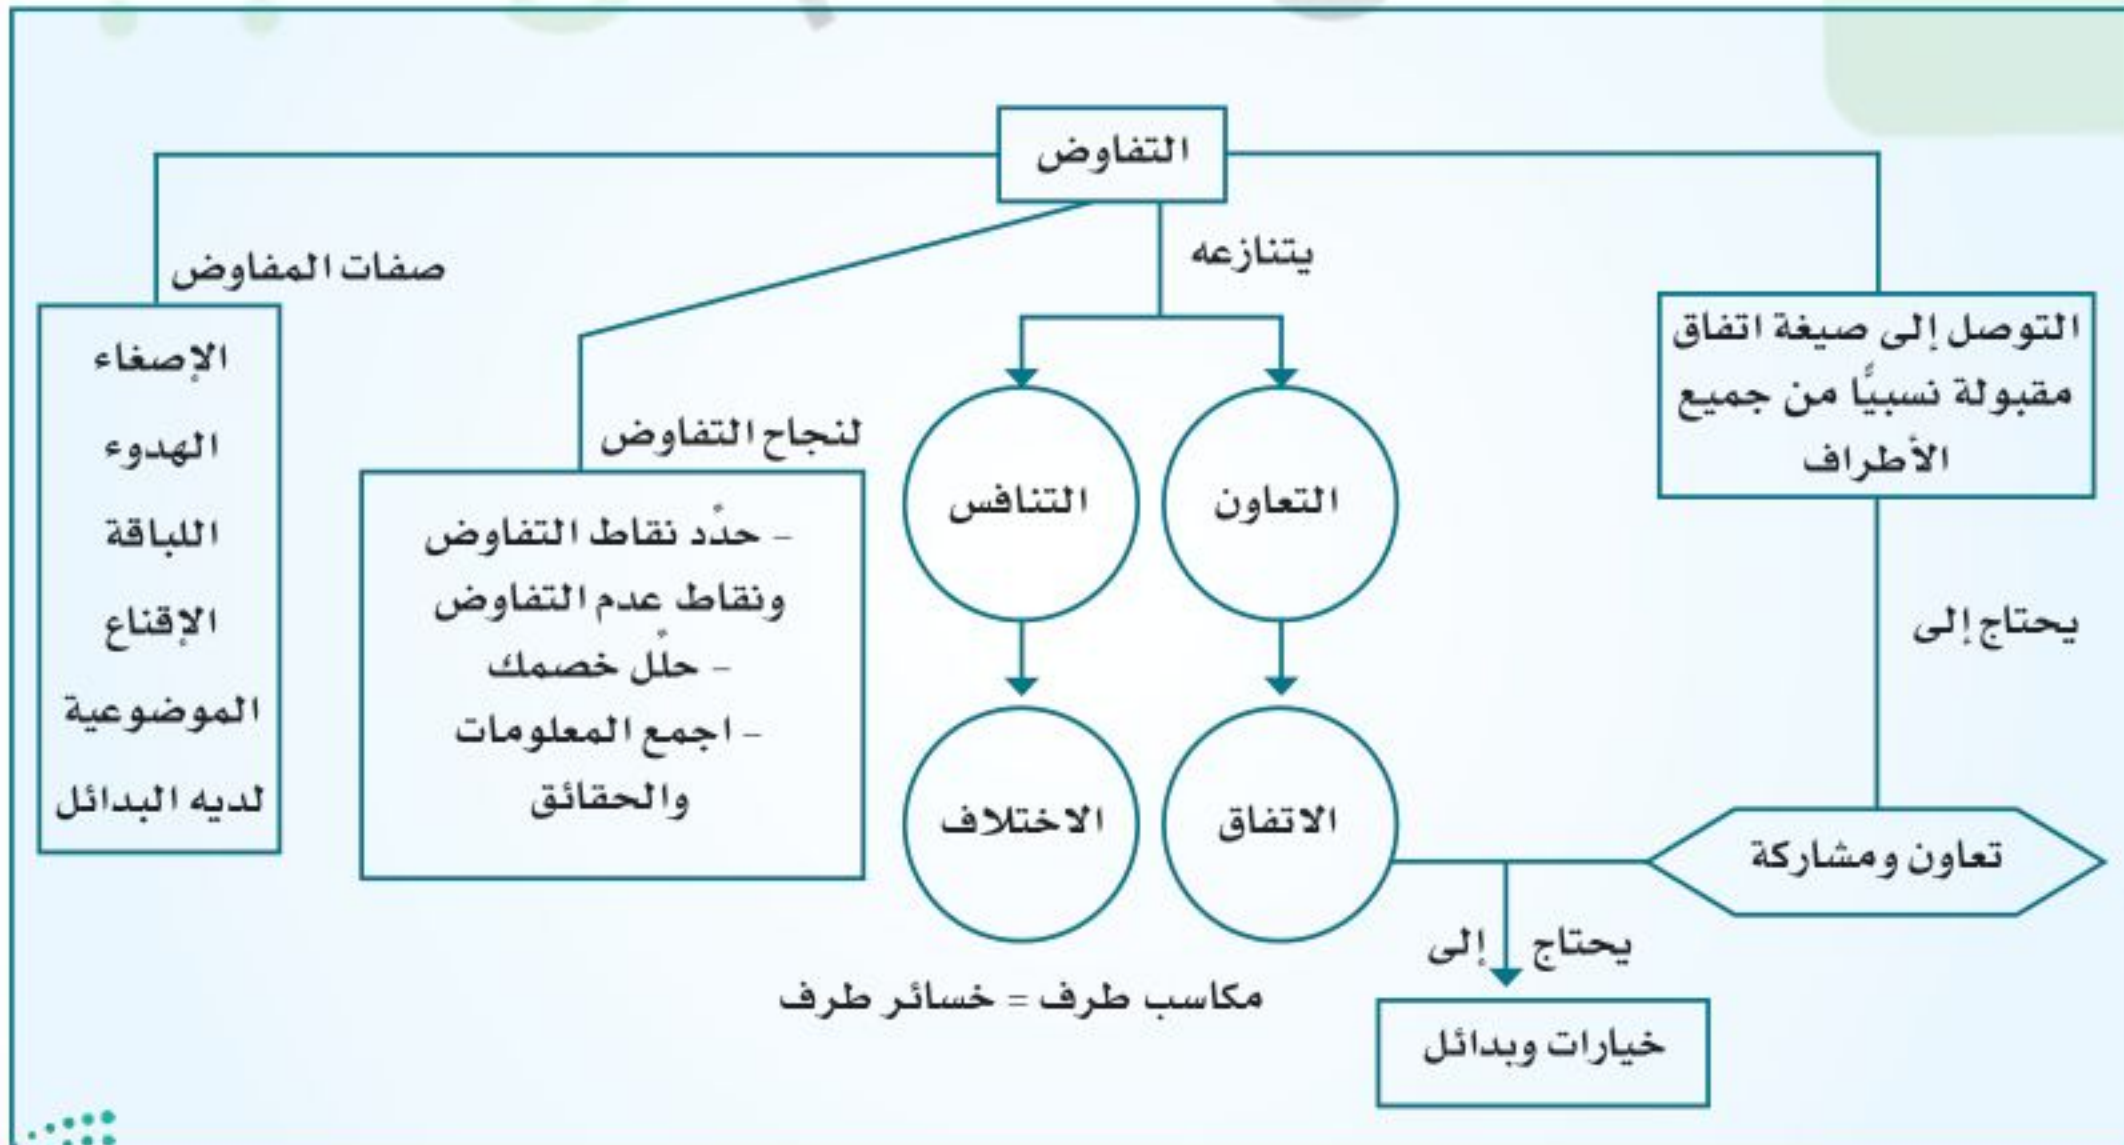 التفاوض
التوصل إلى صيغة اتفاق
مقبولة نسبيًّا من جميع
الأطراف
يحتاج إلى
تعاون ومشاركة
يحتاج إلى
خيارات وبدائل
يتنازعه
التعاون
التنافس
الاتفاق
الاختلاف
مكاسب طرف = خسائر طرف
لنجاح التفاوض
– حدِّد نقاط التفاوض
ونقاط عدم التفاوض
– حلِّل خصمك
– اجمع المعلومات
والحقائق
صفات المفاوض
الإصغاء
الهدوء
اللباقة
الإقناع
الموضوعية
لديه البدائل